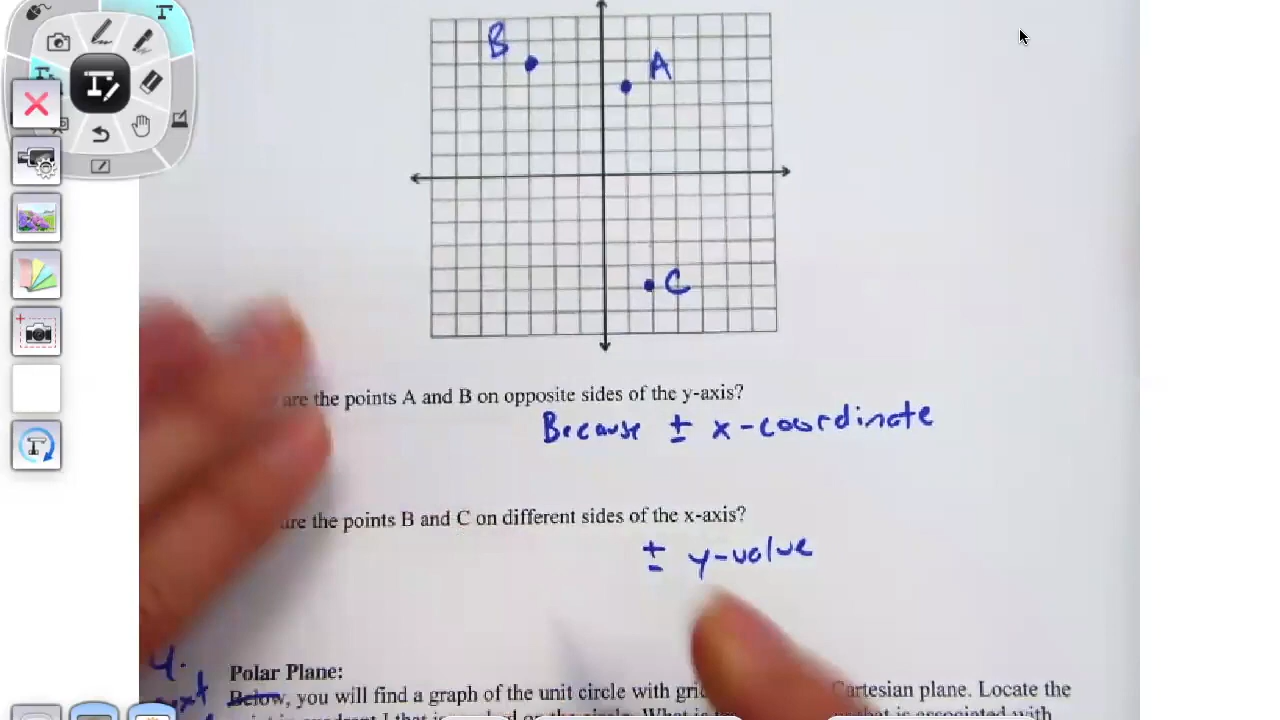 B
A
C
are the points A and B on opposite sides of the y-axis?
Because ± x-coordinate
are the points B and C on different sides of the x-axis?
± y-value
4.
Polar Plane:
Below, you will find a graph of the unit circle with Cartesian plane. Locate the